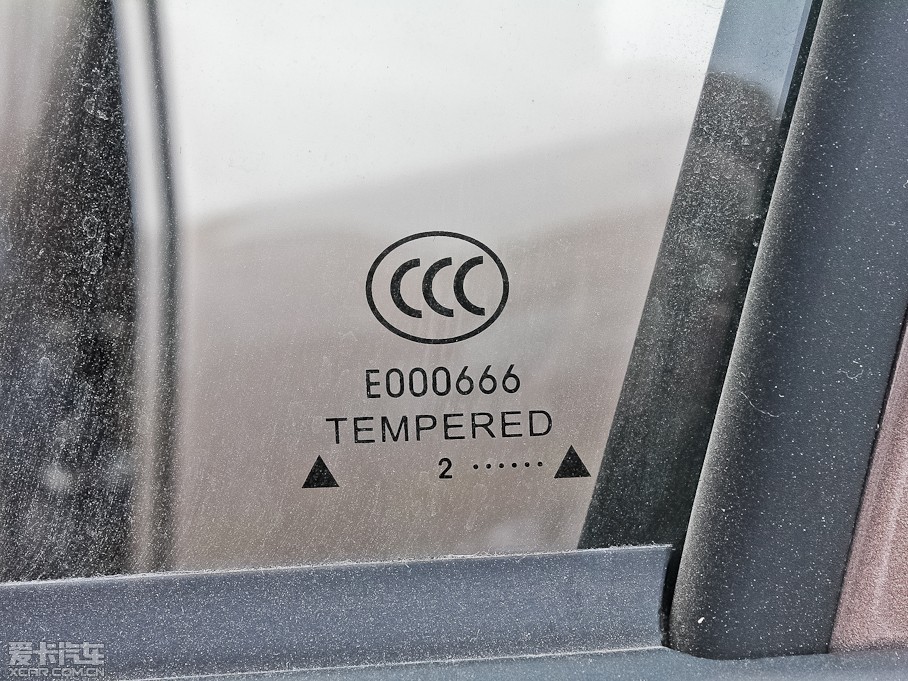 CCC
E000666
TEMPERED
2 ······
爱卡汽车
XCAR.COM.CN